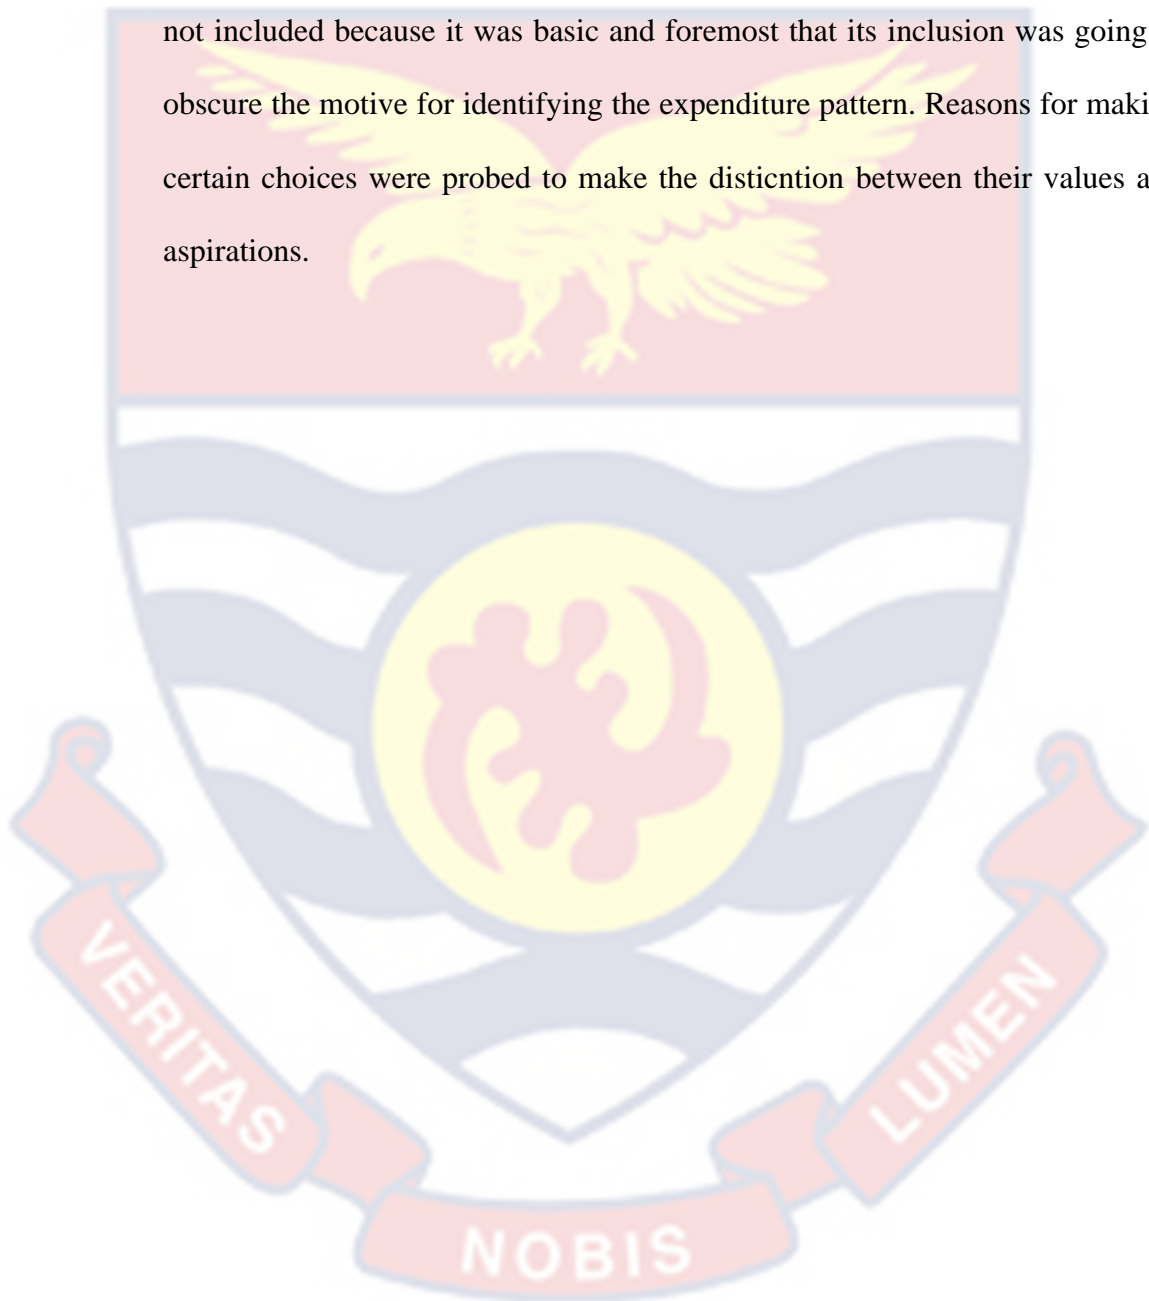 not included because it was basic and foremost that its inclusion was going
obscure the motive for identifying the expenditure pattern. Reasons for maki
certain choices were probed to make the disticntion between their values a
aspirations.
VERITAS
NOBIS
LUMEN